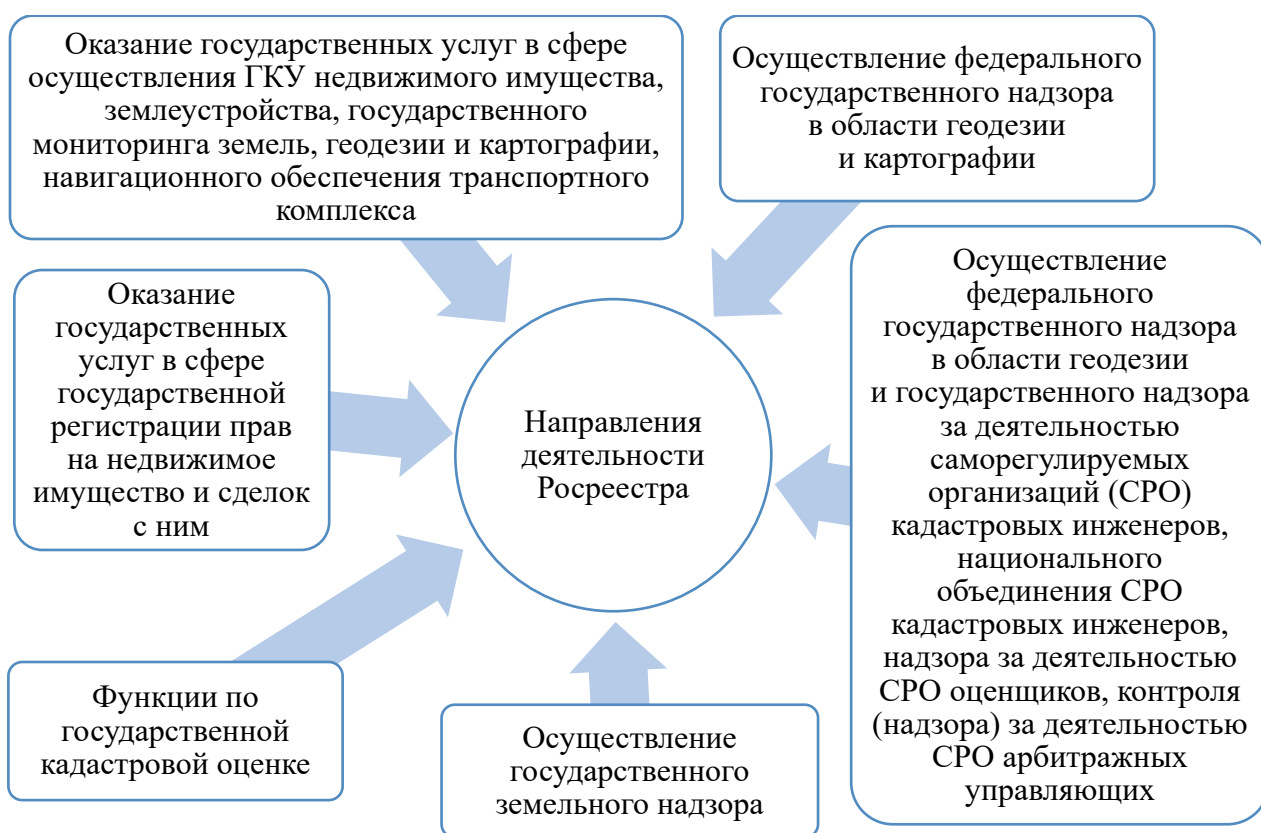 Оказание государственных услуг в сфере
осуществления ГКУ недвижимого имущества,
землеустройства, государственного
мониторинга земель, геодезии и картографии,
навигационного обеспечения транспортного
комплекса
Осуществление федерального
государственного надзора
в области геодезии
и картографии
Оказание
государственных
услуг в сфере
государственной
регистрации прав
на недвижимое
имущество и сделок
с ним
Направления
деятельности
Росреестра
Осуществление
федерального
государственного надзора
в области геодезии
и государственного надзора
за деятельностью
саморегулируемых
организаций (СРО)
кадастровых инженеров,
национального
объединения СРО
кадастровых инженеров,
надзора за деятельностью
СРО оценщиков, контроля
(надзора) за деятельностью
СРО арбитражных
управляющих
Функции по
государственной
кадастровой оценке
Осуществление
государственного
земельного надзора